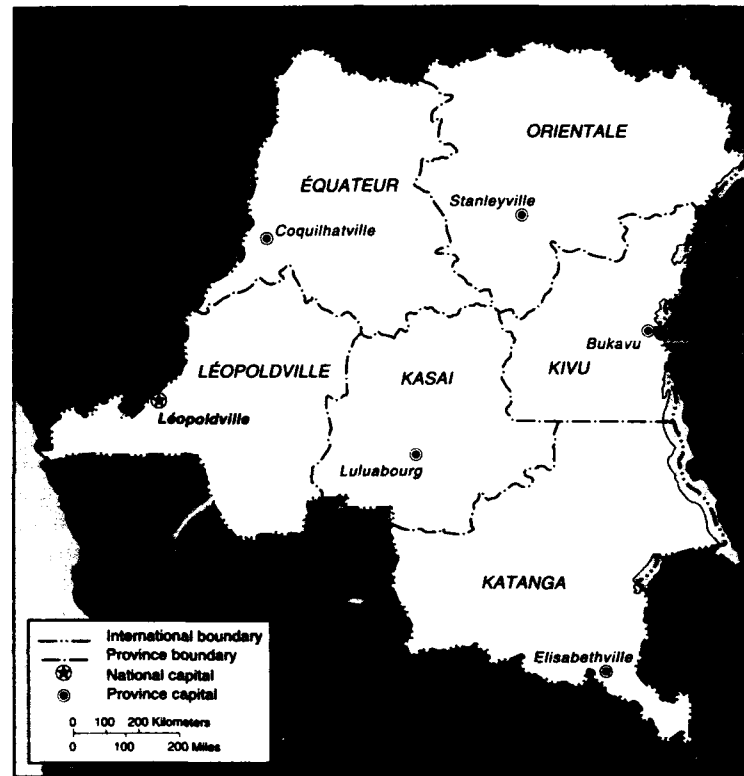 ORIENTALE
ÉQUATEUR
Stanleyville
Coquilhatville
Bukavu
LÉOPOLDVILLE
KASAI
KIVU
Léopoldville
Luluabourg
KATANGA
Elisabethville
International boundary
Province boundary
National capital
Province capital
0 100 200 Kilometers
0 100 200 Miles